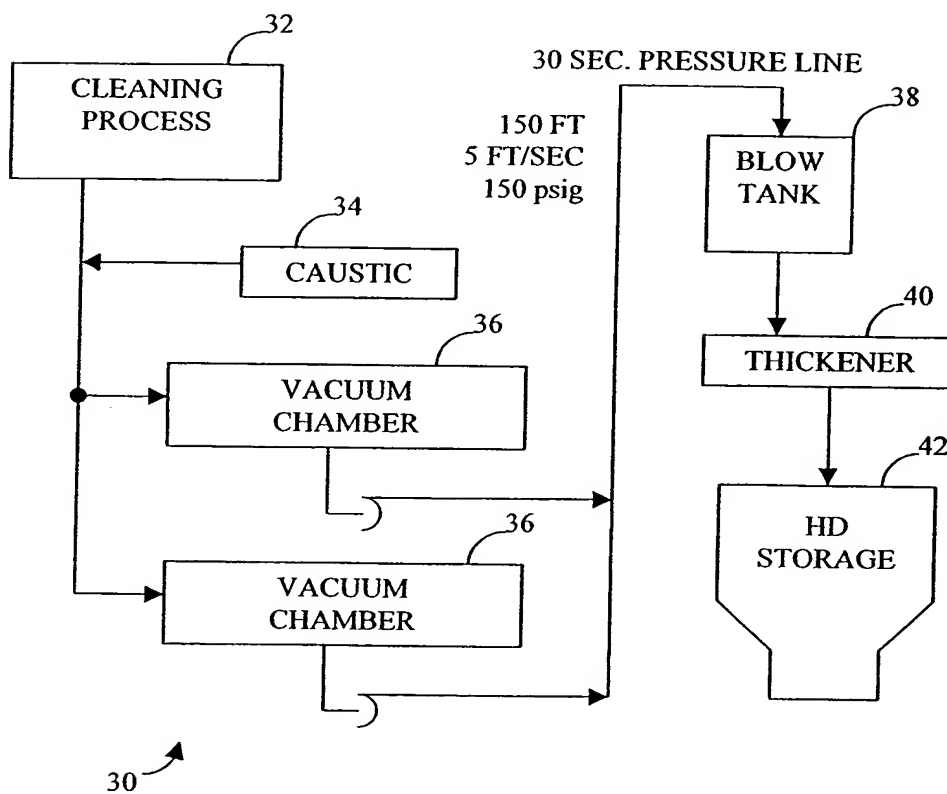 32
CLEANING
PROCESS
30 SEC. PRESSURE LINE
150 FT
5 FT/SEC
150 psig
38
BLOW
TANK
34
CAUSTIC
40
THICKENER
36
VACUUM
CHAMBER
42
HD
STORAGE
36
VACUUM
CHAMBER
30